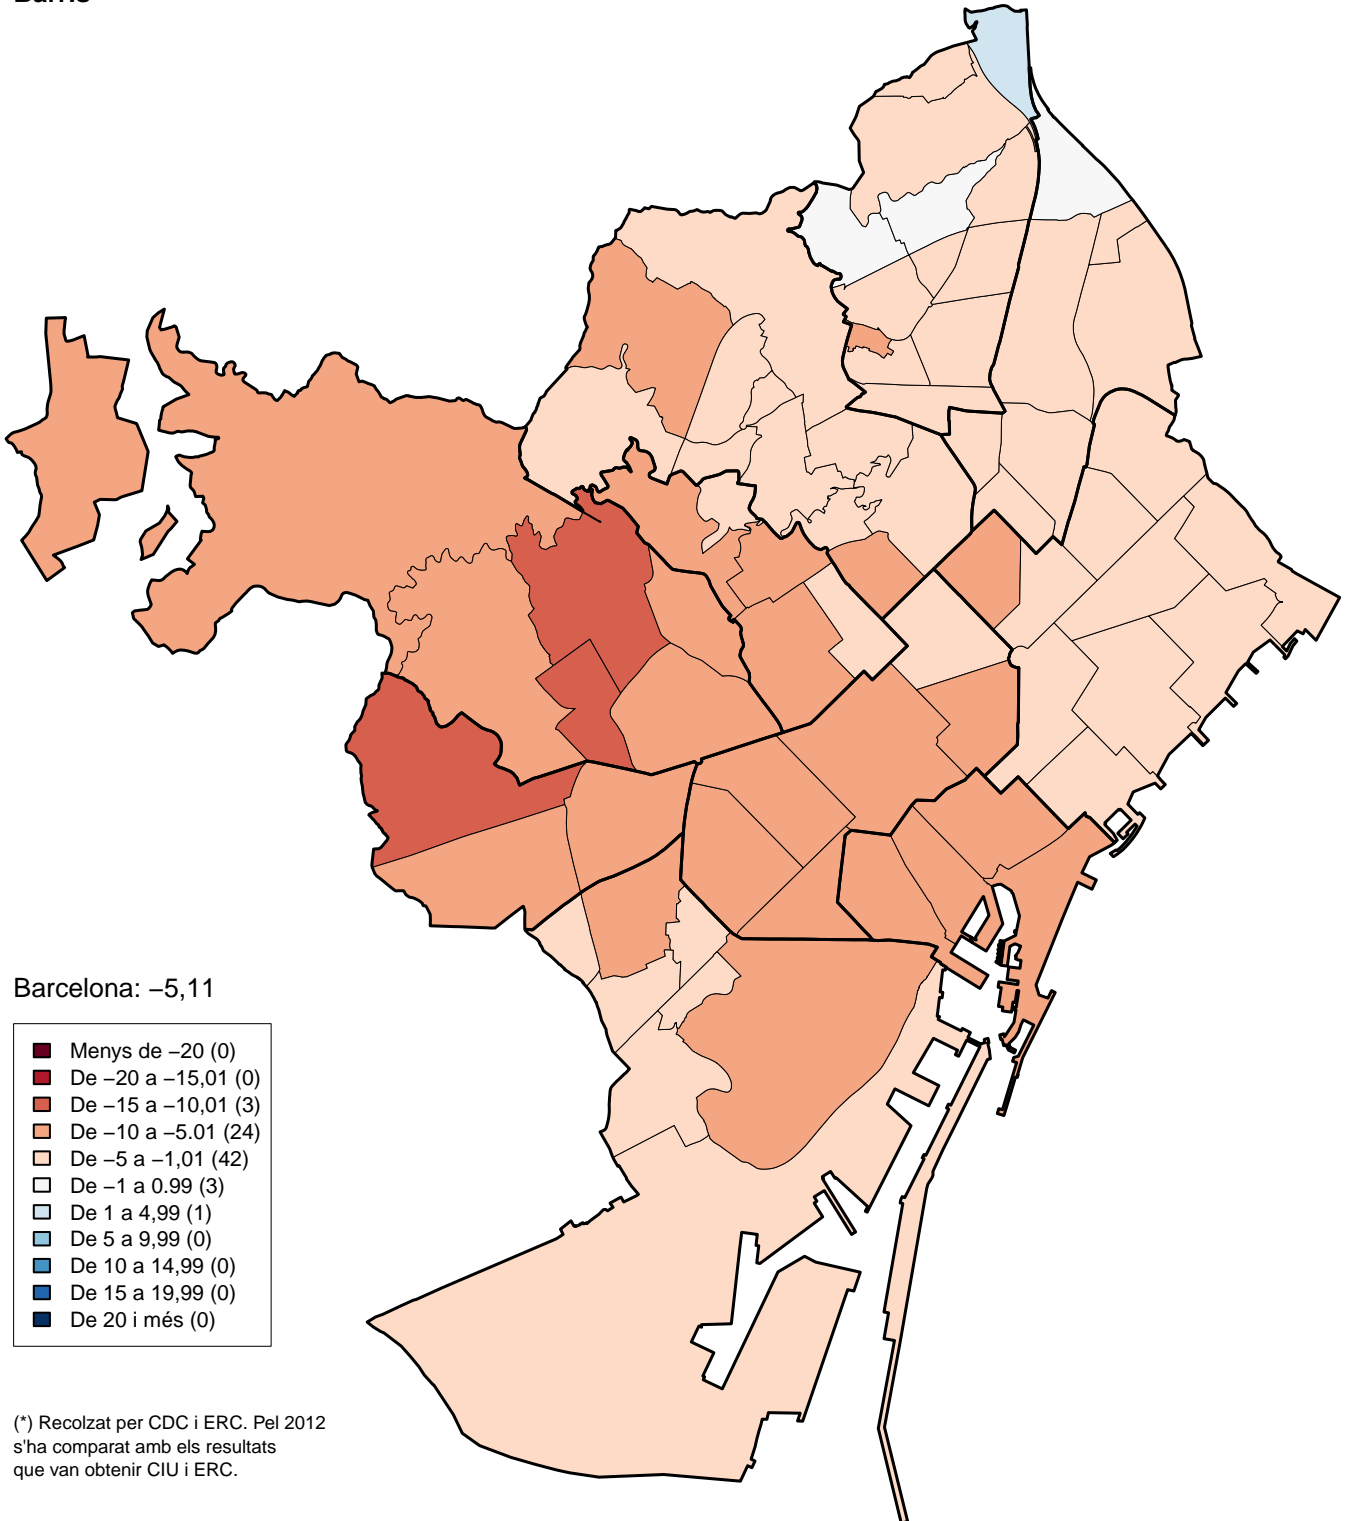 Barris
Barcelona: −5,11
Menys de −20 (0)
De −20 a −15,01 (0)
De −15 a −10,01 (3)
De −10 a −5.01 (24)
De −5 a −1,01 (42)
De −1 a 0.99 (3)
De 1 a 4,99 (1)
De 5 a 9,99 (0)
De 10 a 14,99 (0)
De 15 a 19,99 (0)
De 20 i més (0)
(*) Recolzat per CDC i ERC. Pel 2012
s'ha comparat amb els resultats
que van obtenir CIU i ERC.